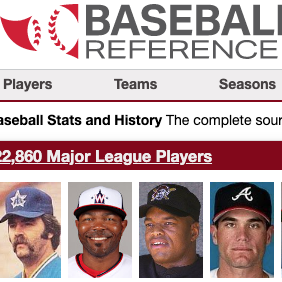 BASEBALL
REFERENCE
Players Teams Seasons
aseball Stats and History The complete sour
22,860 Major League Players